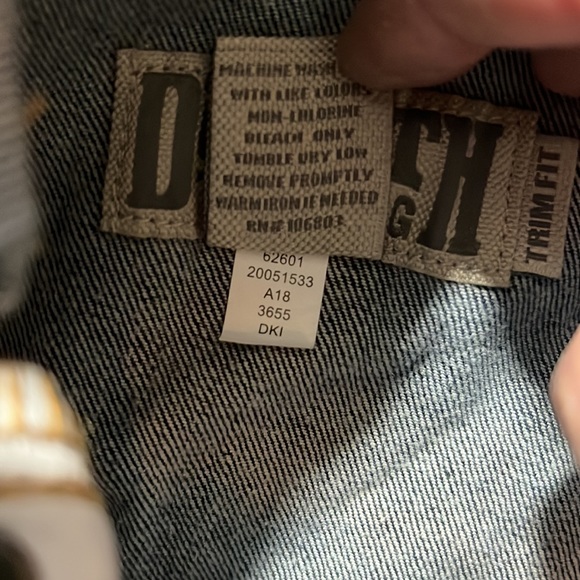 MACHINE WASH
WITH LIKE COLORS
NON-CHLORINE
BLEACH ONLY
TUMBLE DRY LOW
REMOVE PROMPTLY
WARM IRON IF NEEDED
RN# 106803
62601
20051533
A18
3655
DKI
D
TH
G
TRIM FIT